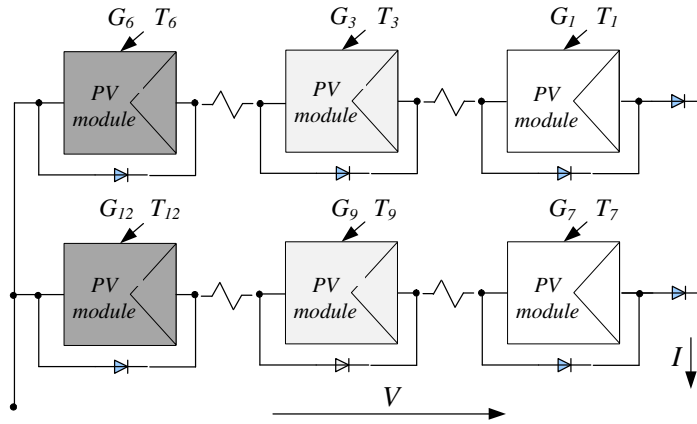 G6 T6 G3 T3 G1 T1
PV module PV module PV module
G12 T12 G9 T9 G7 T7
PV module PV module PV module
I
V